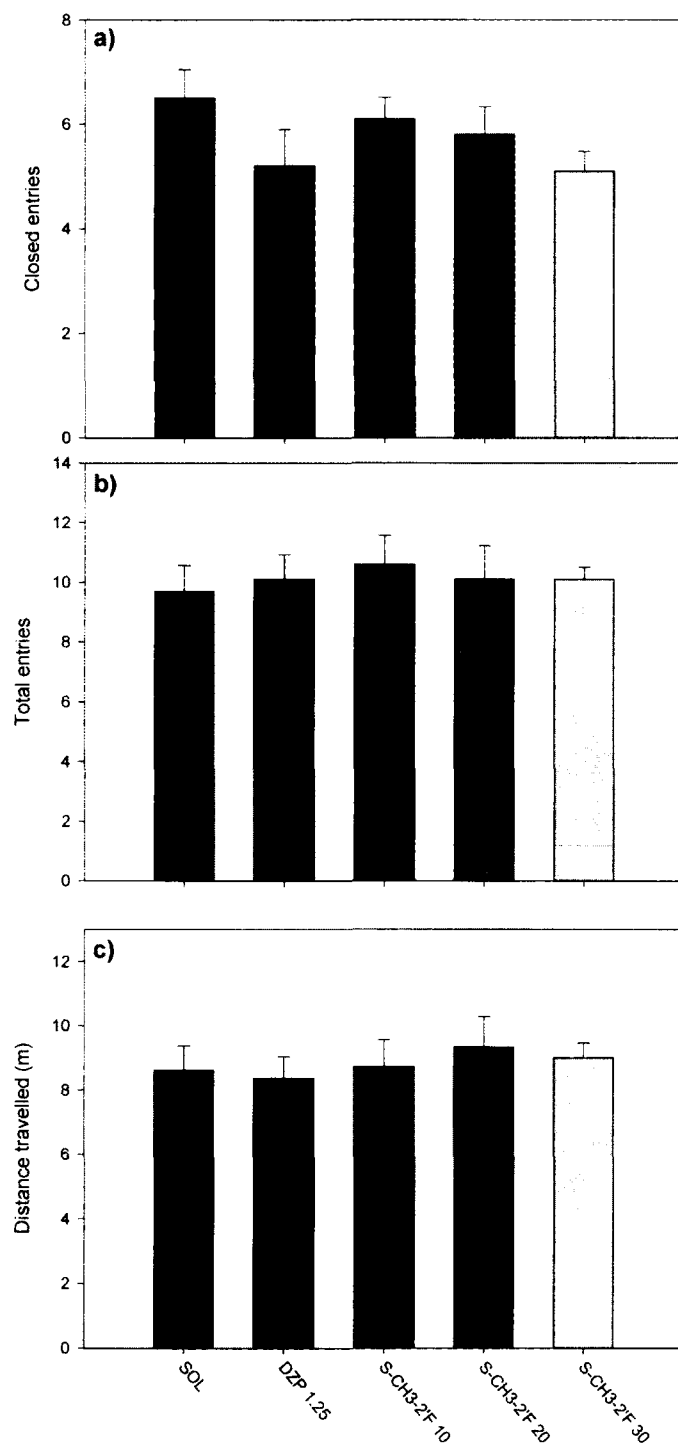 a)
8
6
4
2
0
Closed entries
b)
14
12
10
8
6
4
2
0
Total entries
c)
12
10
8
6
4
2
0
Distance travelled (m)
SOL
DZP 1.25
S-CH3-2'F 10
S-CH3-2'F 20
S-CH3-2'F 30